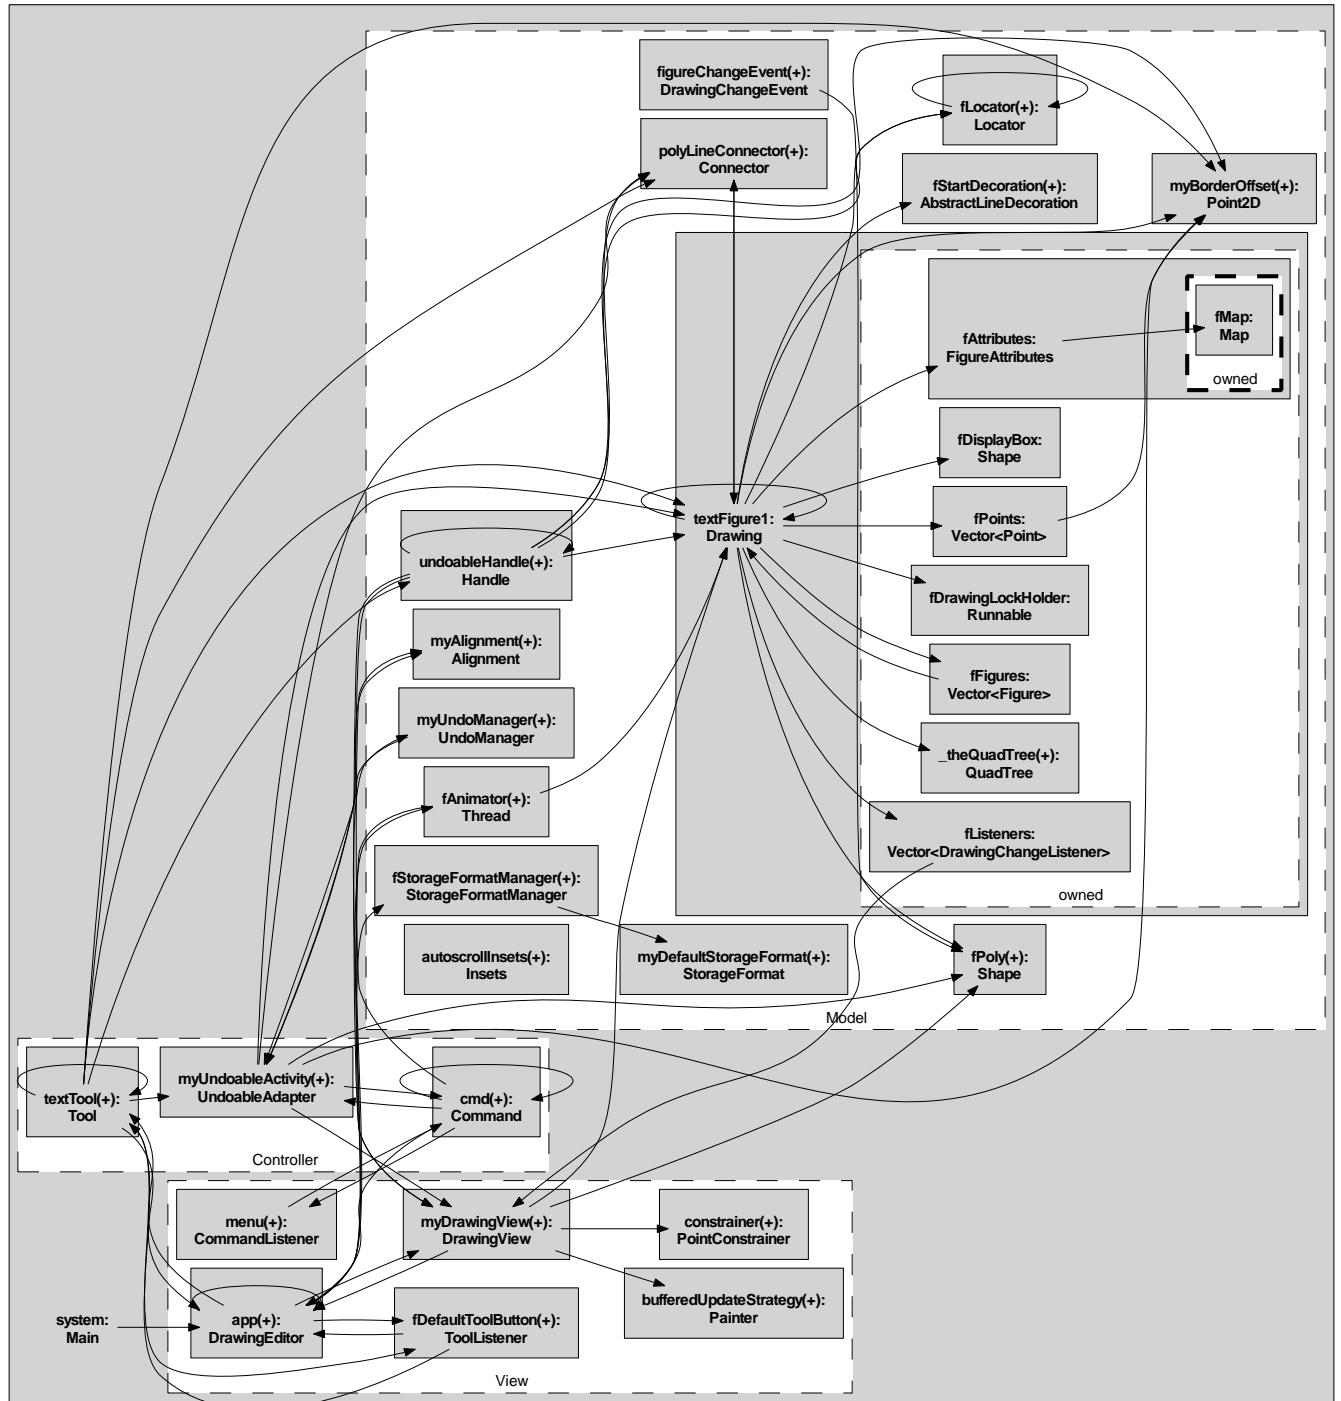 figureChangeEvent(+):
DrawingChangeEvent
fLocator(+):
Locator
polyLineConnector(+):
Connector
fStartDecoration(+):
AbstractLineDecoration
myBorderOffset(+):
Point2D
fMap:
Map
owned
fAttributes:
FigureAttributes
fDisplayBox:
Shape
textFigure1:
Drawing
fPoints:
Vector<Point>
undoableHandle(+):
Handle
fDrawingLockHolder:
Runnable
myAlignment(+):
Alignment
fFigures:
Vector<Figure>
myUndoManager(+):
UndoManager
_theQuadTree(+):
QuadTree
fAnimator(+):
Thread
fListeners:
Vector<DrawingChangeListener>
owned
fStorageFormatManager(+):
StorageFormatManager
autoscrollInsets(+):
Insets
myDefaultStorageFormat(+):
StorageFormat
fPoly(+):
Shape
Model
textTool(+):
Tool
myUndoableActivity(+):
UndoableAdapter
cmd(+):
Command
Controller
menu(+):
CommandListener
myDrawingView(+):
DrawingView
constrainer(+):
PointConstrainer
system:
Main
app(+):
DrawingEditor
fDefaultToolButton(+):
ToolListener
bufferedUpdateStrategy(+):
Painter
View